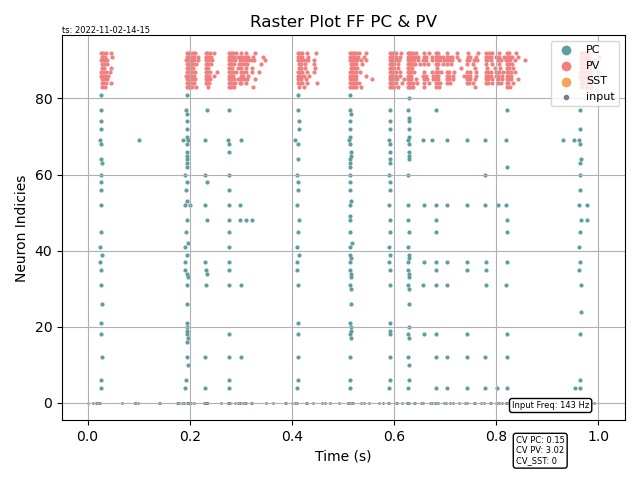 Raster Plot FF PC & PV
ts: 2022-11-02-14-15
PC
PV
SST
input
80
60
40
20
0
Neuron Indicies
Input Freq: 143 Hz
0.0 0.2 0.4 0.6 0.8 1.0
Time (s)
CV PC: 0.15
CV PV: 3.02
CV_SST: 0